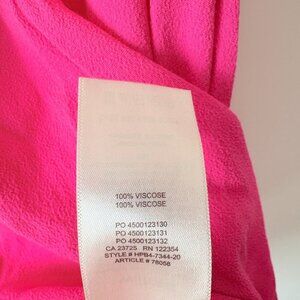 100% VISCOSE
100% VISCOSE
PO 4500123130
PO 4500123131
PO 4500123132
CA 23725 RN 122354
STYLE # HPB4-7344-20
ARTICLE # 78058